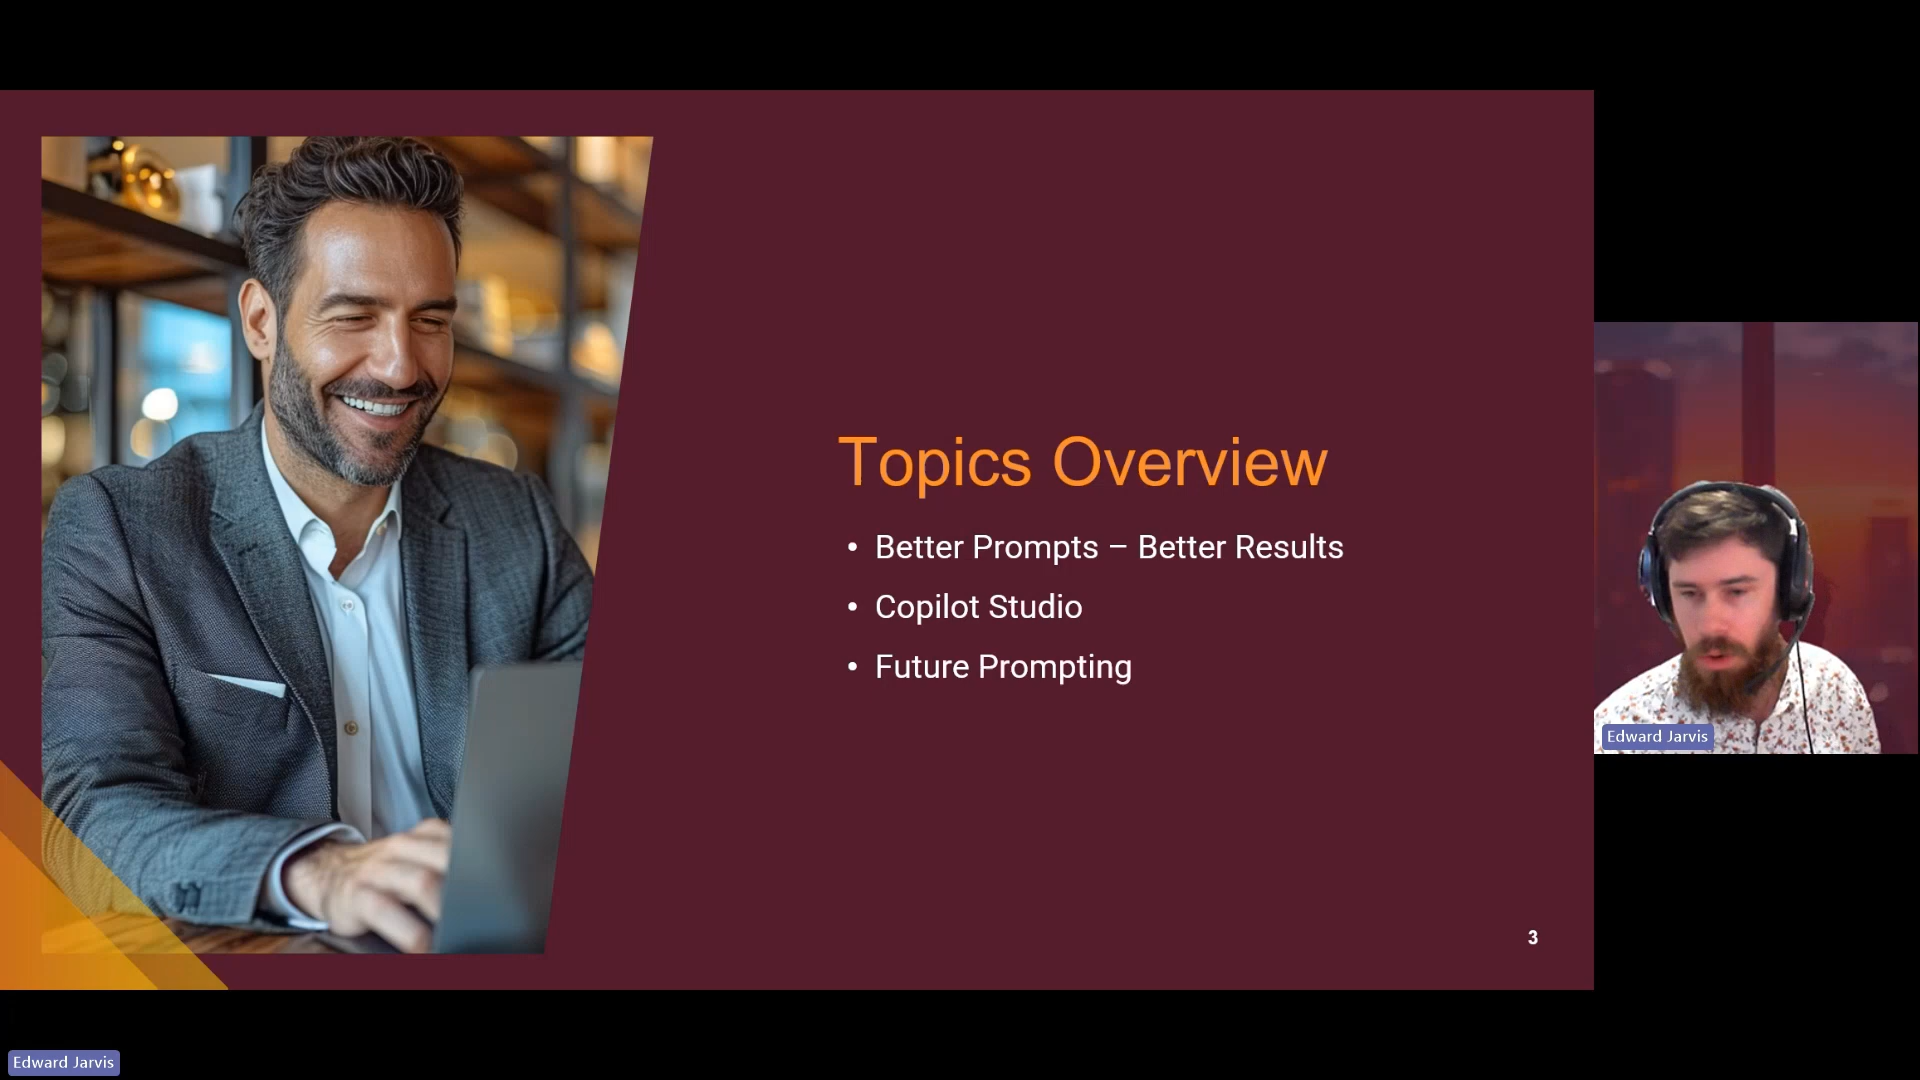 Topics Overview
• Better Prompts – Better Results
• Copilot Studio
• Future Prompting
3
Edward Jarvis
Edward Jarvis